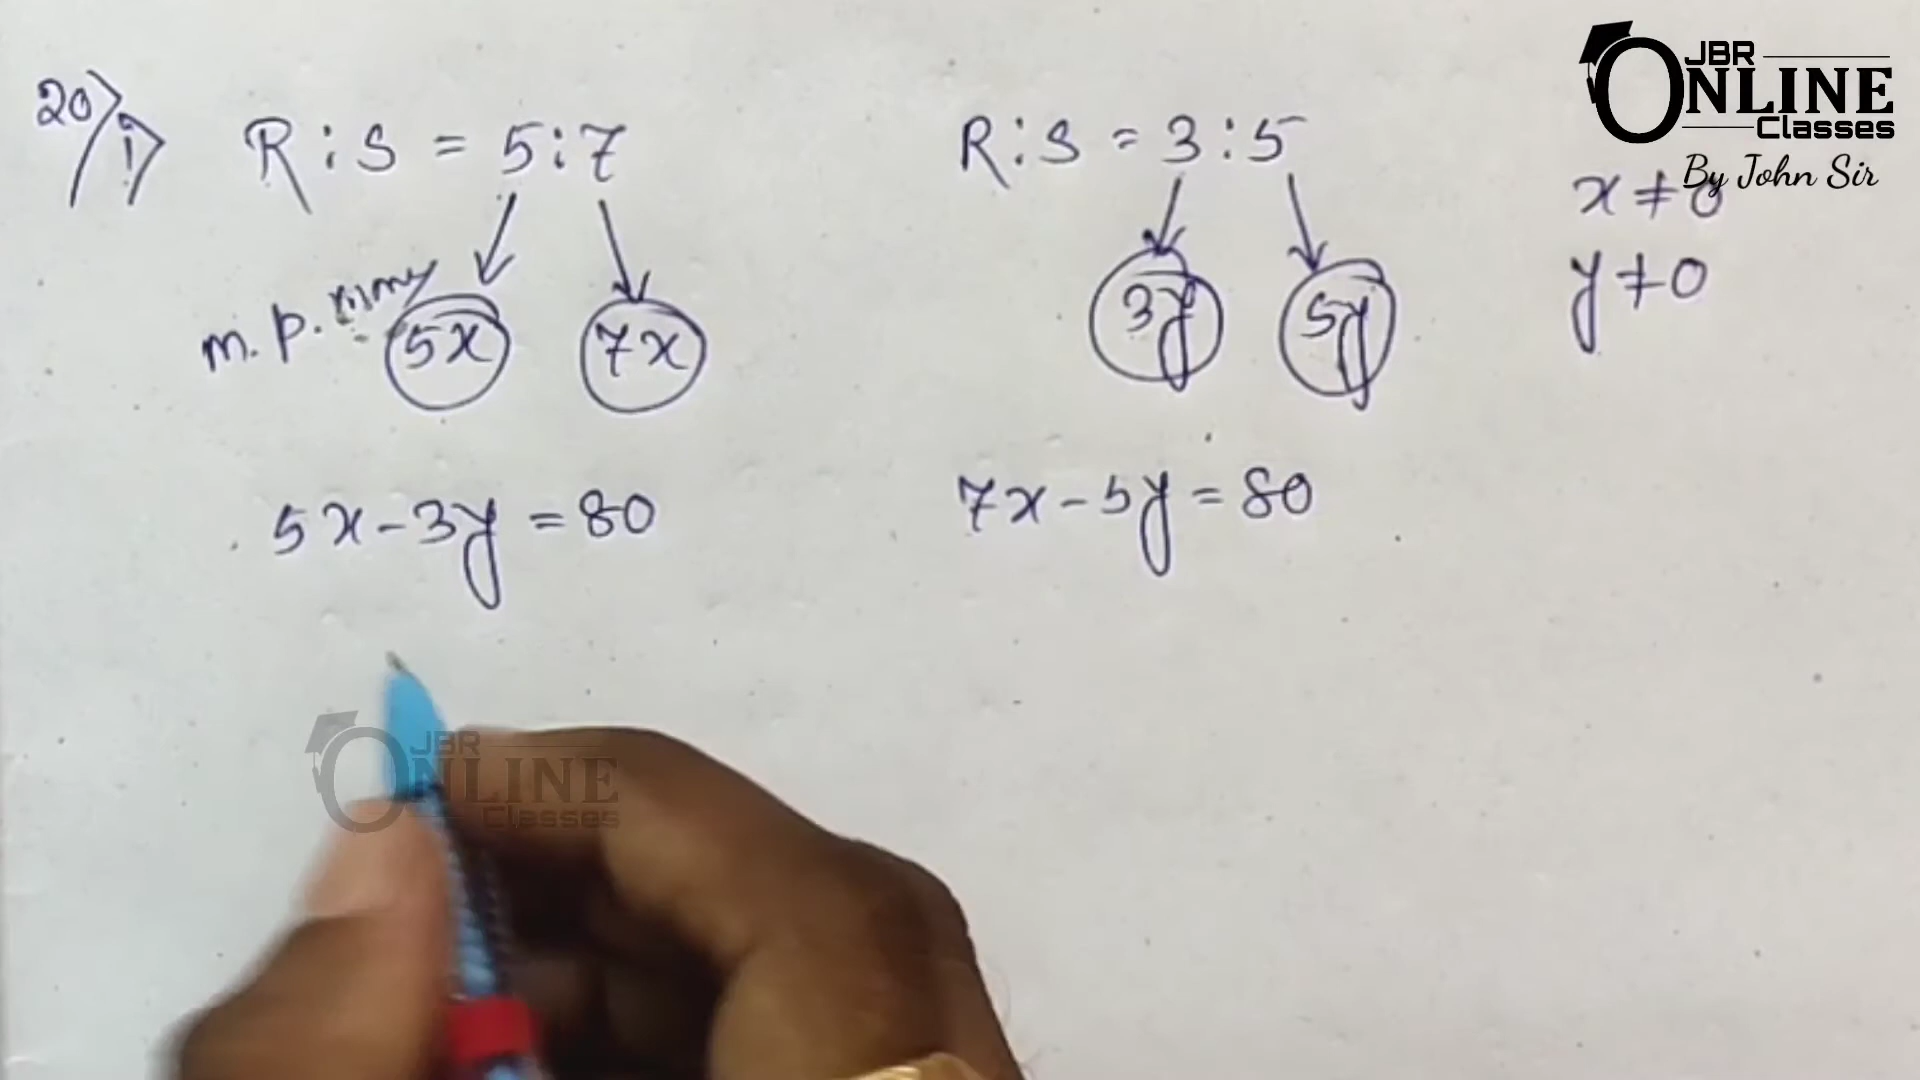 20) i) R : S = 5 : 7
m. p.
5x 7x
5x - 3y = 80
R : S = 3 : 5
3y 5y
7x - 5y = 80
x ≠ 0
y ≠ 0
JBR
ONLINE
Classes
By John Sir
JBR
ONLINE
Classes